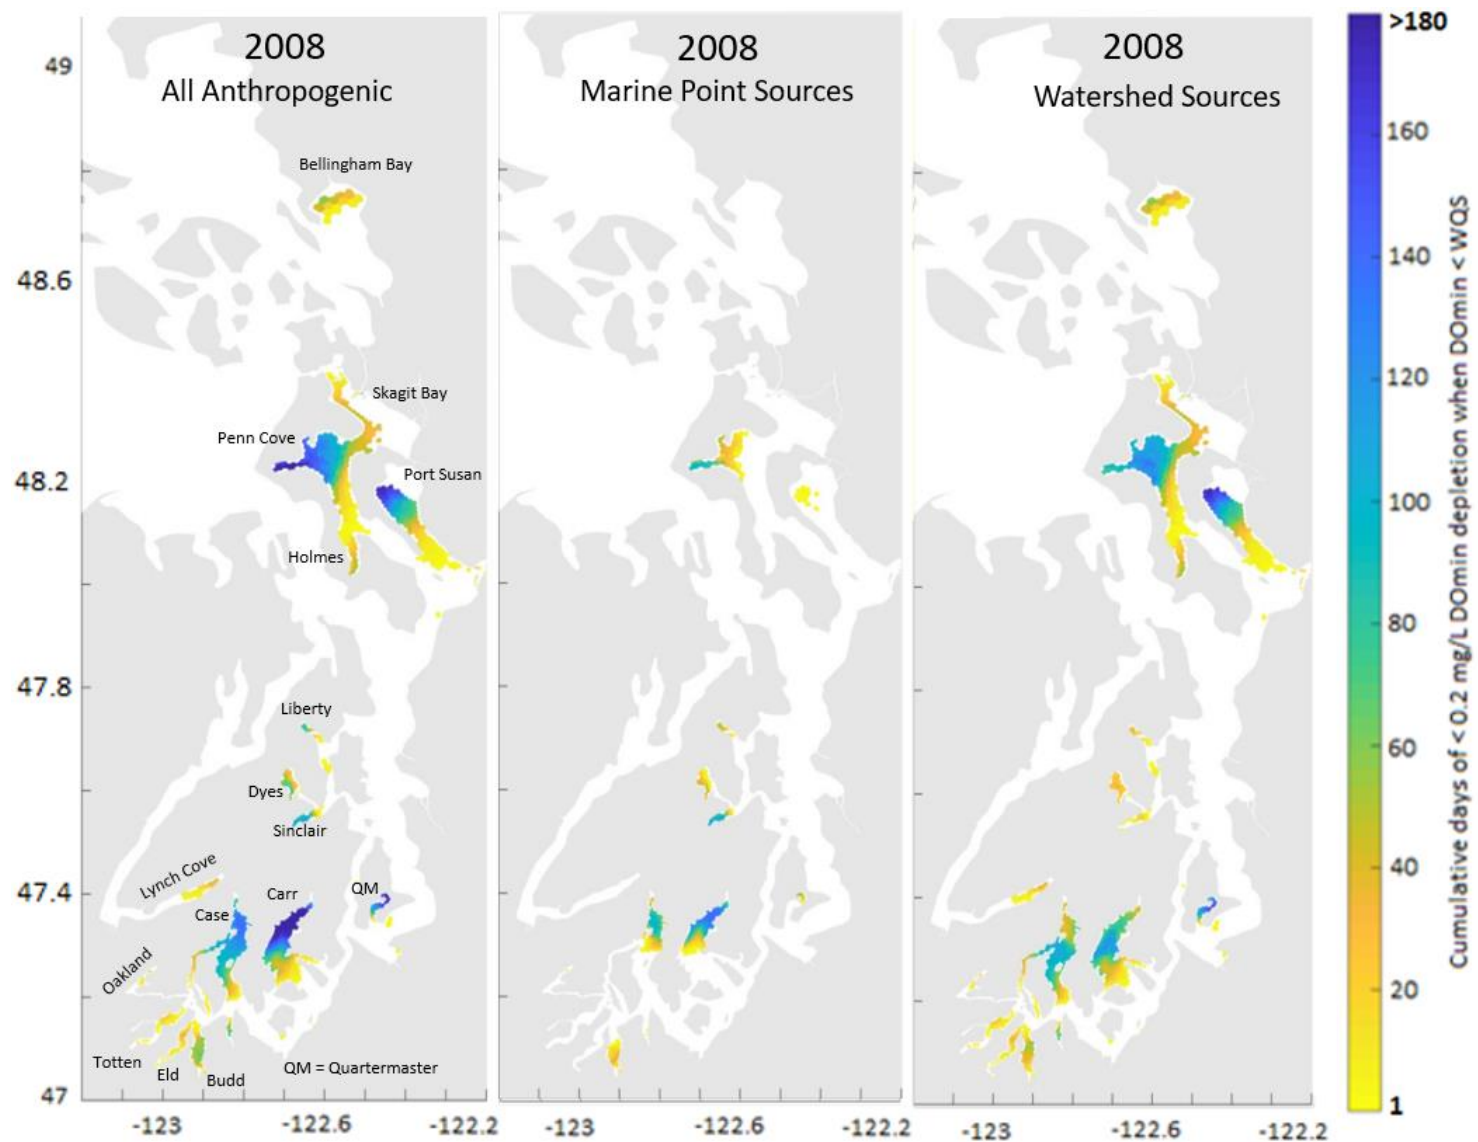 2008
All Anthropogenic
2008
Marine Point Sources
2008
Watershed Sources
49
48.6
48.2
47.8
47.4
47
Bellingham Bay
Skagit Bay
Penn Cove
Port Susan
Holmes
Liberty
Dyes
Sinclair
Lynch Cove
Carr
QM
Case
Oakland
Totten
Eld
Budd
QM = Quartermaster
-123
-122.6
-122.2
-123
-122.6
-122.2
-123
-122.6
-122.2
>180
160
140
120
100
80
60
40
20
1
Cumulative days of < 0.2 mg/L DOmin depletion when DOmin < WQS